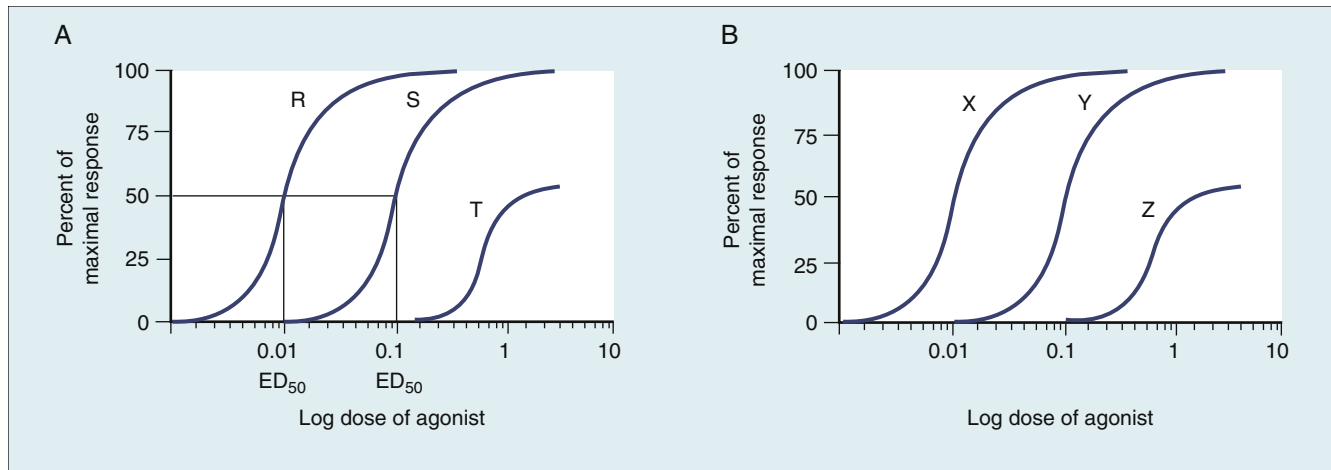 A
Percent of
maximal response
100
75
50
25
0
R
S
T
0.01
0.1
1
10
ED50
ED50
Log dose of agonist
B
Percent of
maximal response
100
75
50
25
0
X
Y
Z
0.01
0.1
1
10
Log dose of agonist